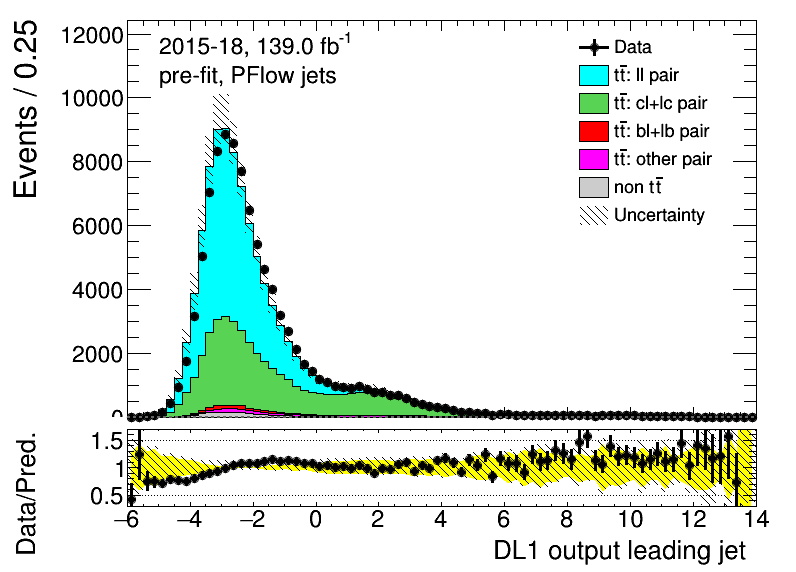 Events / 0.25
12000
10000
8000
6000
4000
2000
0
2015-18, 139.0 fb⁻¹
pre-fit, PFlow jets
Data
tt̄: ll pair
tt̄: cl+lc pair
tt̄: bl+lb pair
tt̄: other pair
non tt̄
Uncertainty
Data/Pred.
1.5
1
0.5
−6 −4 −2 0 2 4 6 8 10 12 14
DL1 output leading jet